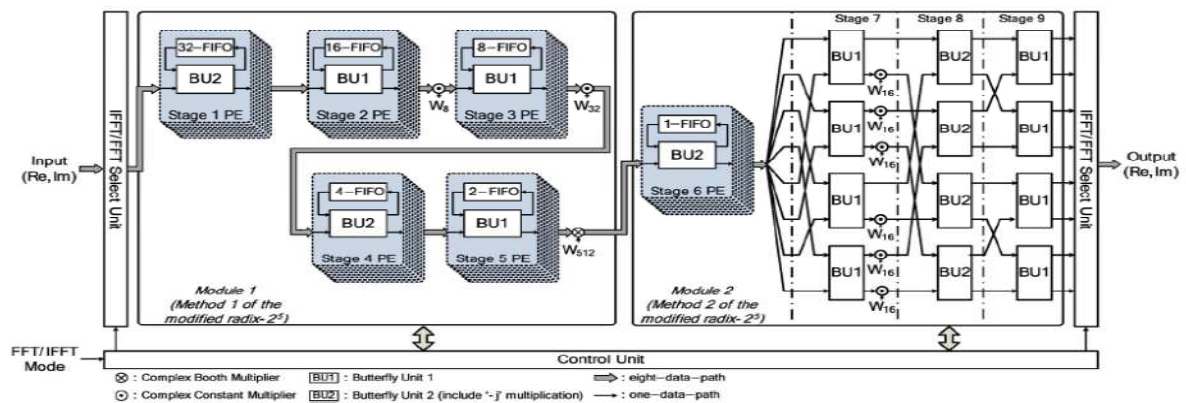 Stage 7
Stage 8
Stage 9
32-FIFO
BU2
Stage 1 PE
16-FIFO
BU1
Stage 2 PE
W8
8-FIFO
BU1
Stage 3 PE
W32
4-FIFO
BU2
Stage 4 PE
2-FIFO
BU1
Stage 5 PE
W512
1-FIFO
BU2
Stage 6 PE
BU1
BU1
BU1
BU1
W16
W16
W16
W16
W16
W16
BU2
BU2
BU2
BU2
BU1
BU1
BU1
BU1
Input
(Re, Im)
IFFT/FFT Select Unit
IFFT/FFT Select Unit
Output
(Re, Im)
Module 1
(Method 1 of the
modified radix-2⁵)
Module 2
(Method 2 of the
modified radix-2⁵)
FFT/IFFT
Mode
Control Unit
⊗ : Complex Booth Multiplier
BU1 : Butterfly Unit 1
: eight-data-path
⊙ : Complex Constant Multiplier
BU2 : Butterfly Unit 2 (include '-j' multiplication)
: one-data-path